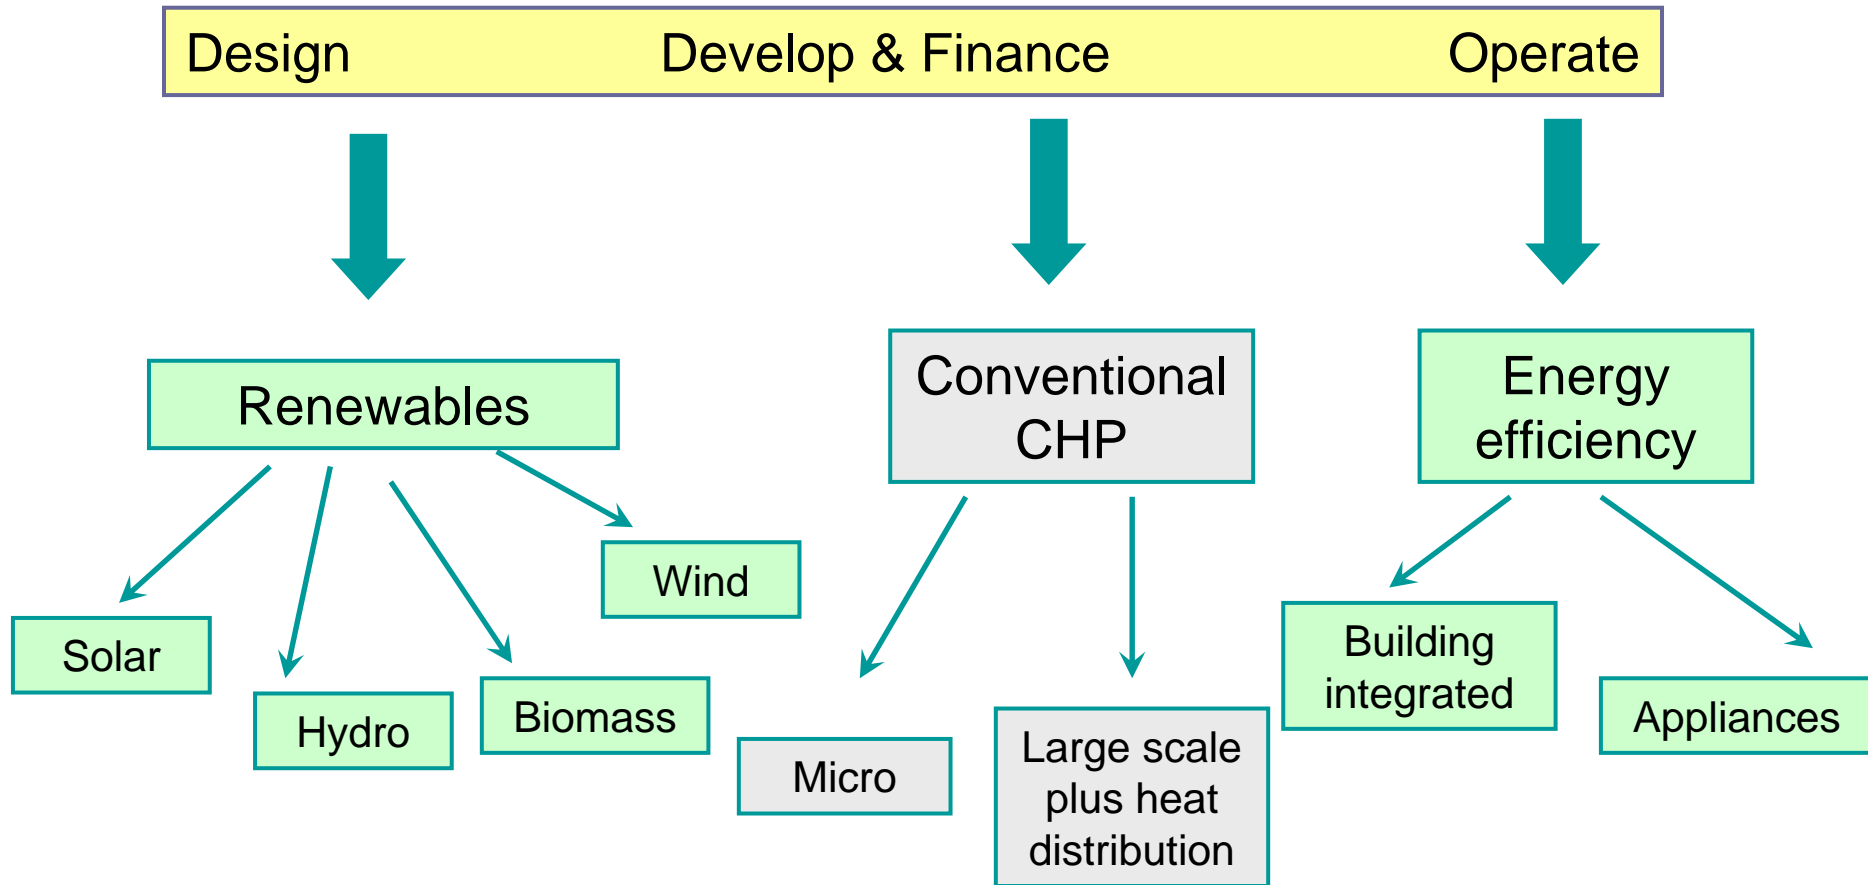 Design Develop & Finance Operate
Renewables
Conventional
CHP
Energy
efficiency
Solar
Hydro
Biomass
Wind
Micro
Large scale
plus heat
distribution
Building
integrated
Appliances